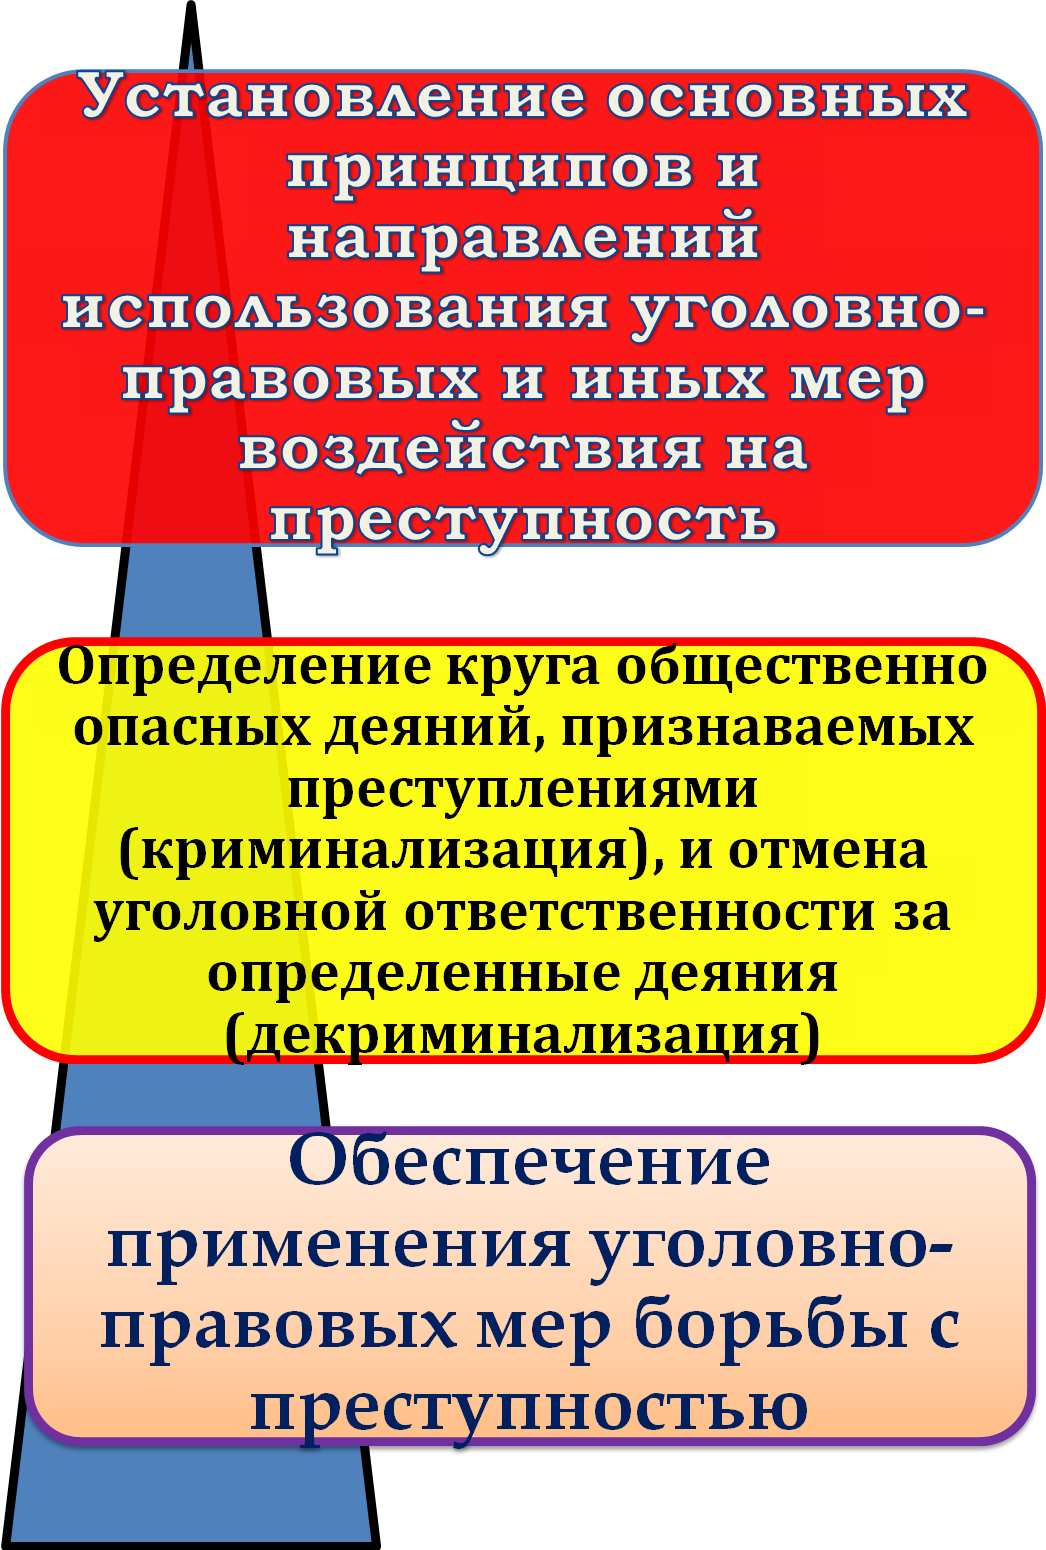 Установление основных
принципов и
направлений
использования уголовно-
правовых и иных мер
воздействия на
преступность
Определение круга общественно
опасных деяний, признаваемых
преступлениями
(криминализация), и отмена
уголовной ответственности за
определенные деяния
(декриминализация)
Обеспечение
применения уголовно-
правовых мер борьбы с
преступностью